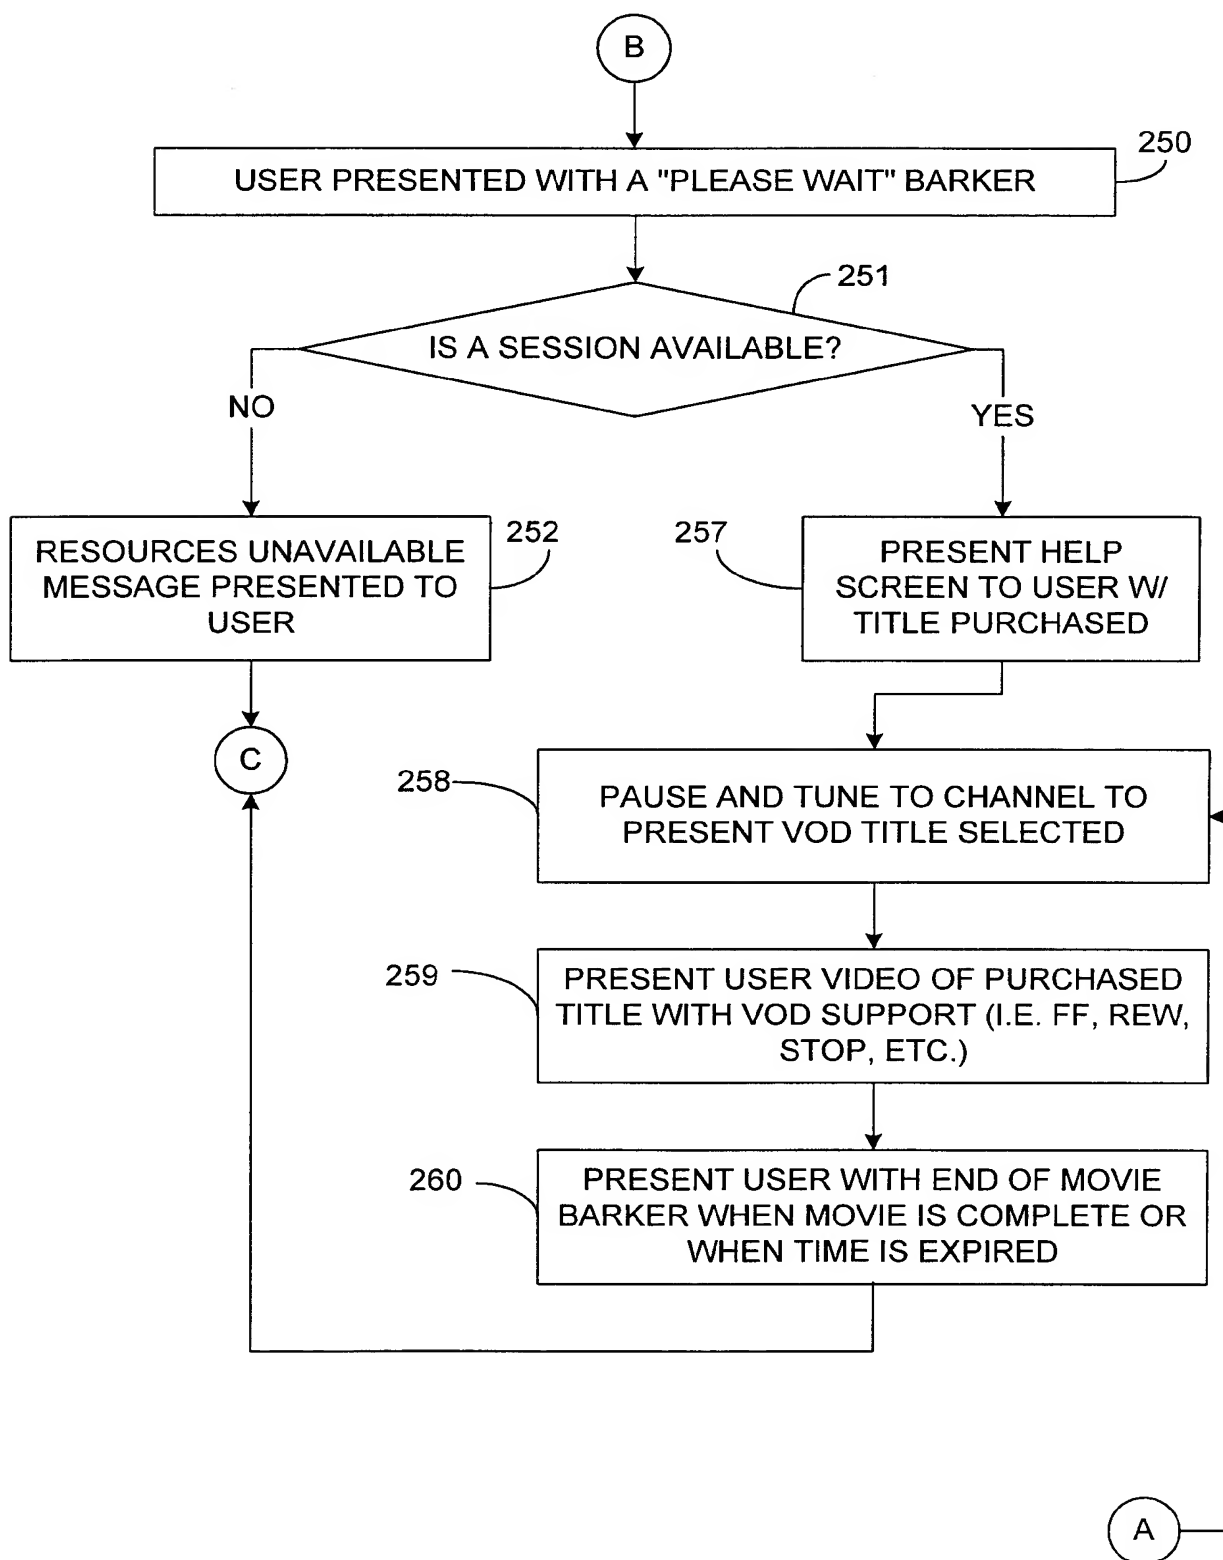 B
250
USER PRESENTED WITH A "PLEASE WAIT" BARKER
251
IS A SESSION AVAILABLE?
NO
YES
252
RESOURCES UNAVAILABLE
MESSAGE PRESENTED TO
USER
257
PRESENT HELP
SCREEN TO USER W/
TITLE PURCHASED
C
258
PAUSE AND TUNE TO CHANNEL TO
PRESENT VOD TITLE SELECTED
259
PRESENT USER VIDEO OF PURCHASED
TITLE WITH VOD SUPPORT (I.E. FF, REW,
STOP, ETC.)
260
PRESENT USER WITH END OF MOVIE
BARKER WHEN MOVIE IS COMPLETE OR
WHEN TIME IS EXPIRED
A